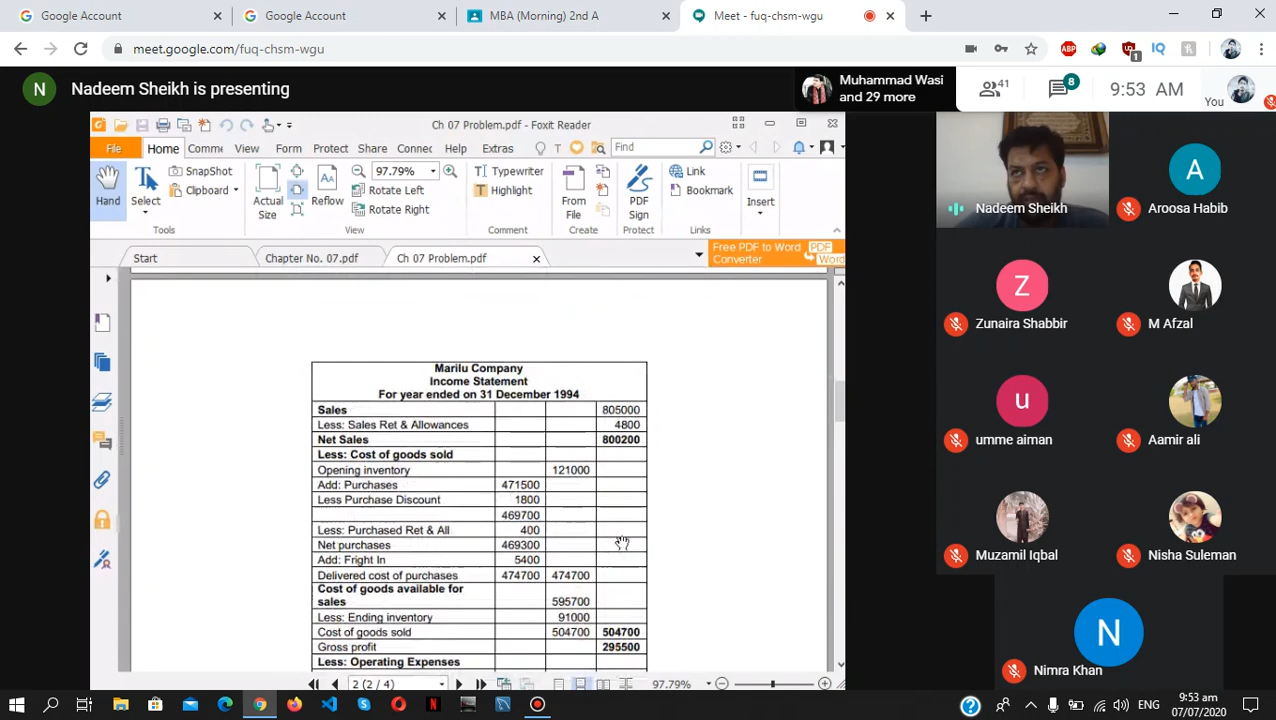 Google Account
Google Account
MBA (Morning) 2nd A
Meet - fuq-chsm-wgu
meet.google.com/fuq-chsm-wgu
ABP
1
IQ
N
Nadeem Sheikh is presenting
Muhammad Wasi
and 29 more
41
8
9:53 AM
You
Ch 07 Problem.pdf - Foxit Reader
File
Home
Comme
View
Form
Protect
Share
Connec
Help
Extras
Find
Hand
Select
SnapShot
Clipboard
Actual
Size
Reflow
97.79%
Rotate Left
Rotate Right
Typewriter
Highlight
From
File
PDF
Sign
Link
Bookmark
Insert
Tools
View
Comment
Create
Protect
Links
Start
Chapter No. 07.pdf
Ch 07 Problem.pdf
Free PDF to Word
Converter
PDF
Word
Marilu Company
Income Statement
For year ended on 31 December 1994
Sales 805000
Less: Sales Ret & Allowances 4800
Net Sales 800200
Less: Cost of goods sold
Opening inventory 121000
Add: Purchases 471500
Less Purchase Discount 1800
469700
Less: Purchased Ret & All 400
Net purchases 469300
Add: Fright In 5400
Delivered cost of purchases 474700 474700
Cost of goods available for
sales 595700
Less: Ending inventory 91000
Cost of goods sold 504700 504700
Gross profit 295500
Less: Operating Expenses
2 (2 / 4)
97.79%
Nadeem Sheikh
A
Aroosa Habib
Z
Zunaira Shabbir
M Afzal
u
umme aiman
Aamir ali
Muzamil Iqbal
Nisha Suleman
N
Nimra Khan
ENG
9:53 am
07/07/2020